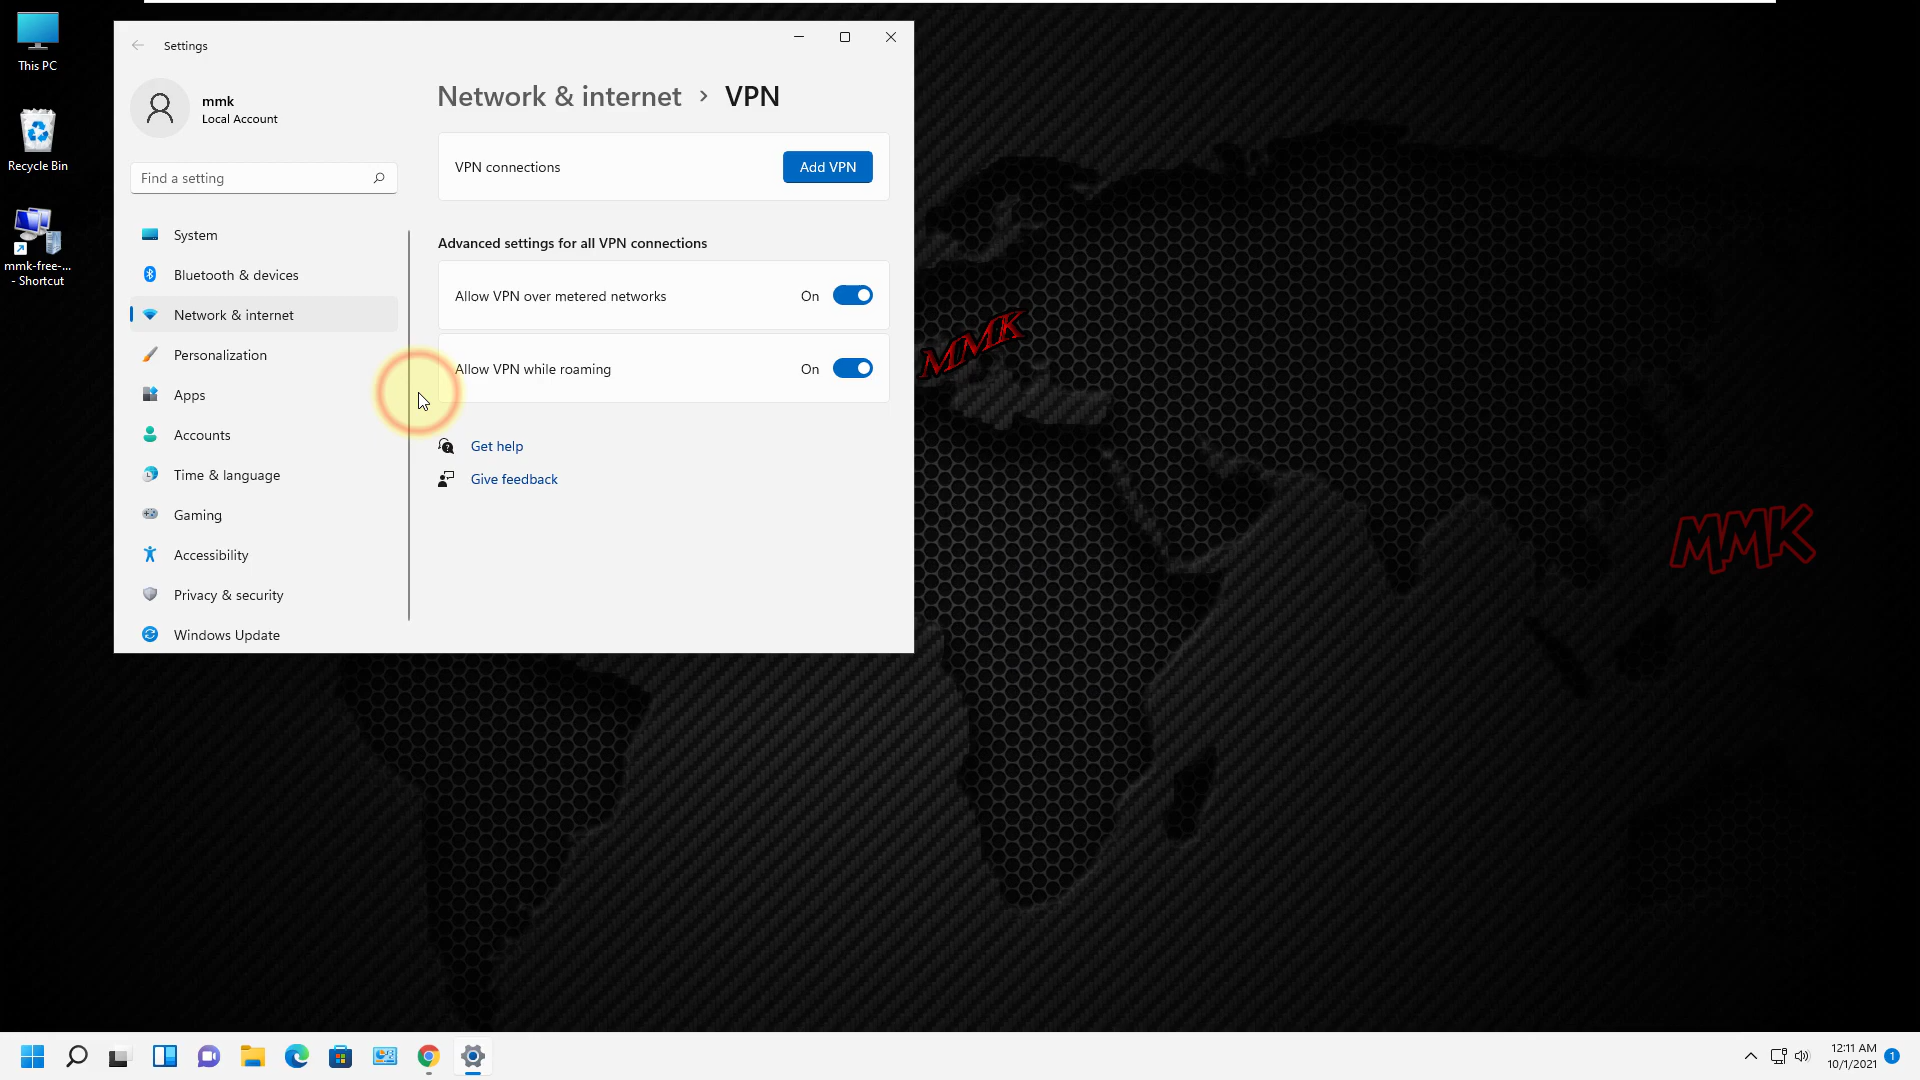 This PC
Recycle Bin
mmk-free-...
- Shortcut
Settings
mmk
Local Account
Find a setting
System
Bluetooth & devices
Network & internet
Personalization
Apps
Accounts
Time & language
Gaming
Accessibility
Privacy & security
Windows Update
Network & internet › VPN
VPN connections
Add VPN
Advanced settings for all VPN connections
Allow VPN over metered networks
On
Allow VPN while roaming
On
Get help
Give feedback
MMK
MMK
12:11 AM
10/1/2021
1